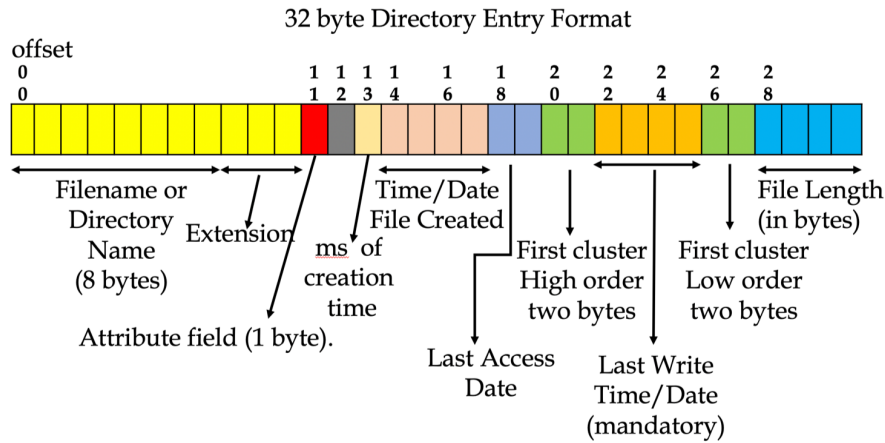 32 byte Directory Entry Format
offset
0 1 1 1 1 1 1 2 2 2 2 2
0 1 2 3 4 6 8 0 2 4 6 8
Filename or
Directory
Name
(8 bytes)
Extension
Attribute field (1 byte).
ms of
creation
time
Time/Date
File Created
Last Access
Date
First cluster
High order
two bytes
Last Write
Time/Date
(mandatory)
First cluster
Low order
two bytes
File Length
(in bytes)